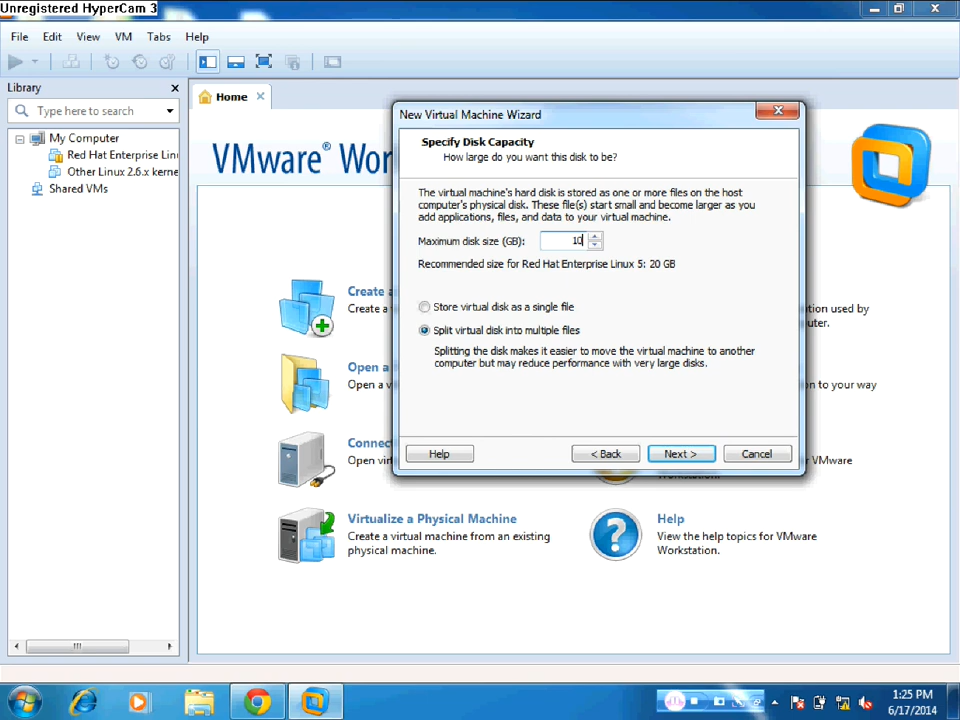 Unregistered HyperCam 3
File Edit View VM Tabs Help
Library
Type here to search
My Computer
Red Hat Enterprise Linu
Other Linux 2.6.x kerne
Shared VMs
Home
VMware® Wor
Create a
Create a
Open a
Open a v
Connec
Open virt
Virtualize a Physical Machine
Create a virtual machine from an existing
physical machine.
New Virtual Machine Wizard
Specify Disk Capacity
How large do you want this disk to be?
The virtual machine's hard disk is stored as one or more files on the host
computer's physical disk. These file(s) start small and become larger as you
add applications, files, and data to your virtual machine.
Maximum disk size (GB): 10
Recommended size for Red Hat Enterprise Linux 5: 20 GB
Store virtual disk as a single file
Split virtual disk into multiple files
Splitting the disk makes it easier to move the virtual machine to another
computer but may reduce performance with very large disks.
Help < Back Next > Cancel
tion used by
uter.
on to your way
or VMware
Workstation.
Help
View the help topics for VMware
Workstation.
1:25 PM
6/17/2014